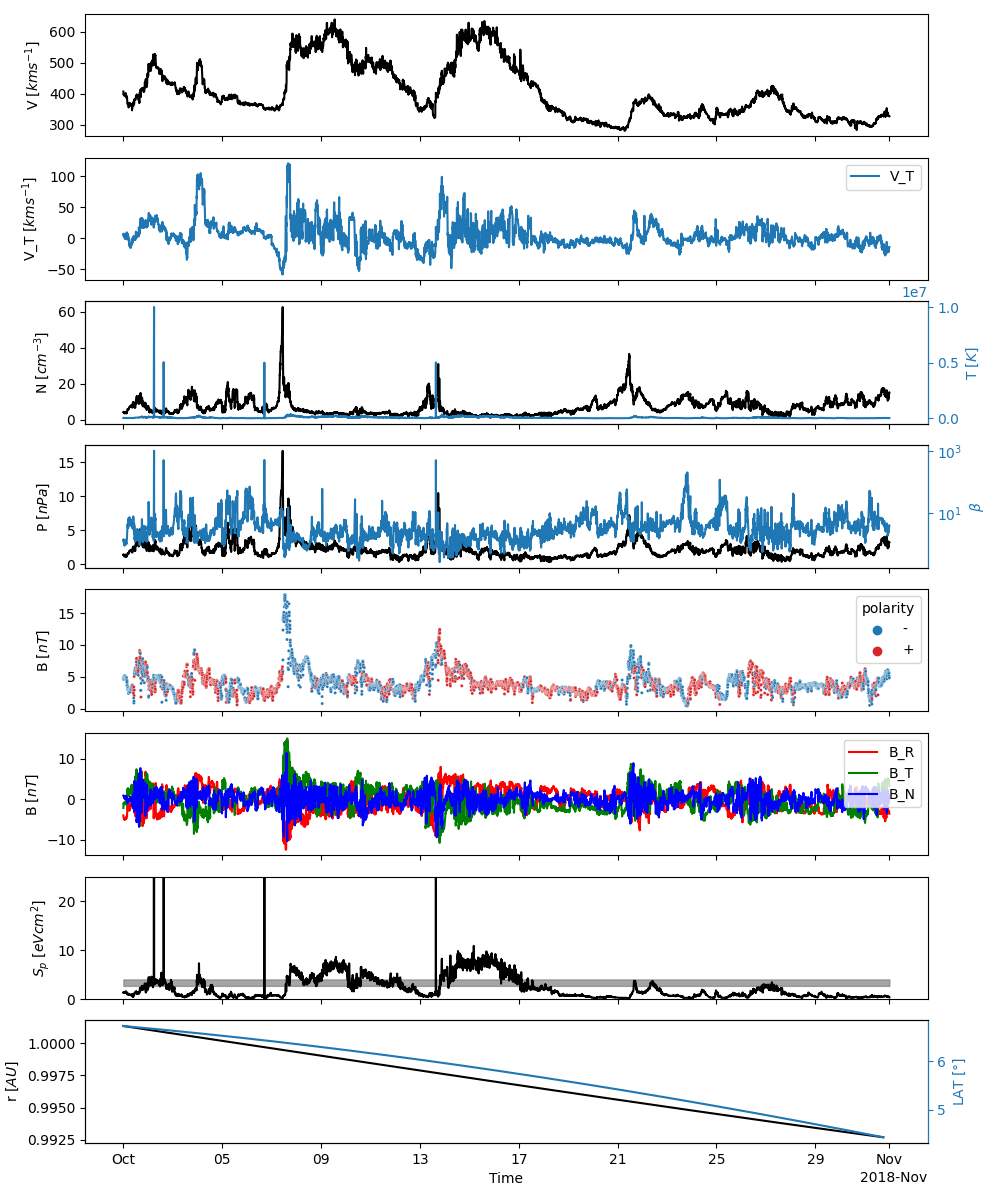 600
500
400
300
V [kms⁻¹]
100
50
0
−50
V_T [kms⁻¹]
V_T
1e7
60
40
20
0
N [cm⁻³]
1.0
0.5
0.0
T [K]
15
10
5
0
P [nPa]
10³
10¹
β
15
10
5
0
B [nT]
polarity
-
+
10
0
−10
B [nT]
B_R
B_T
B_N
20
10
0
S_p [eVcm²]
1.0000
0.9975
0.9950
0.9925
r [AU]
6
5
LAT [°]
Oct 05 09 13 17 21 25 29 Nov
Time
2018-Nov